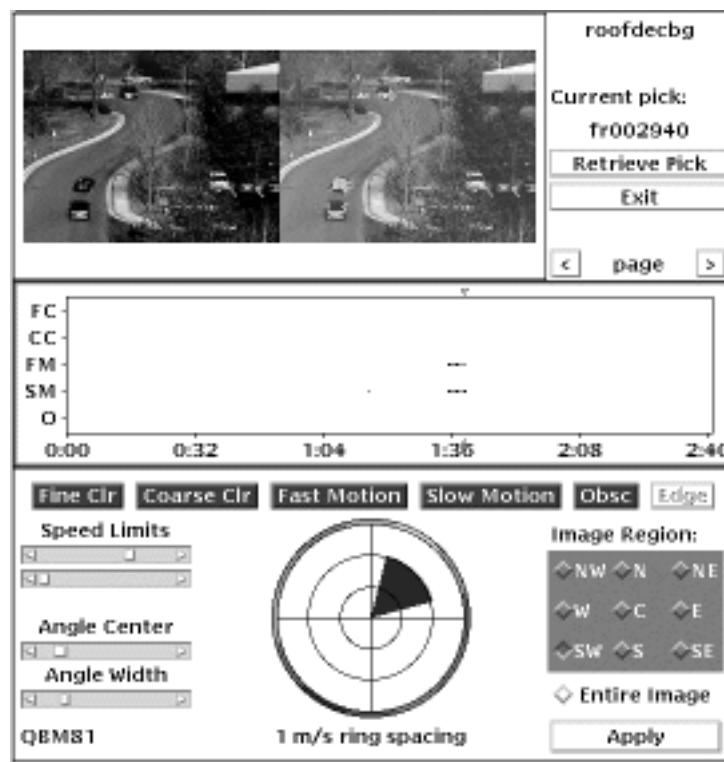 roofdecbg
Current pick:
fr002940
Retrieve Pick
Exit
< page >
FC
CC
FM
SM
O
0:00 0:32 1:04 1:36 2:08 2:40
Fine Clr Coarse Clr Fast Motion Slow Motion Obsc Edge
Speed Limits
Image Region:
NW N NE
W C E
SW S SE
Angle Center
Angle Width
Entire Image
QBM81
1 m/s ring spacing
Apply